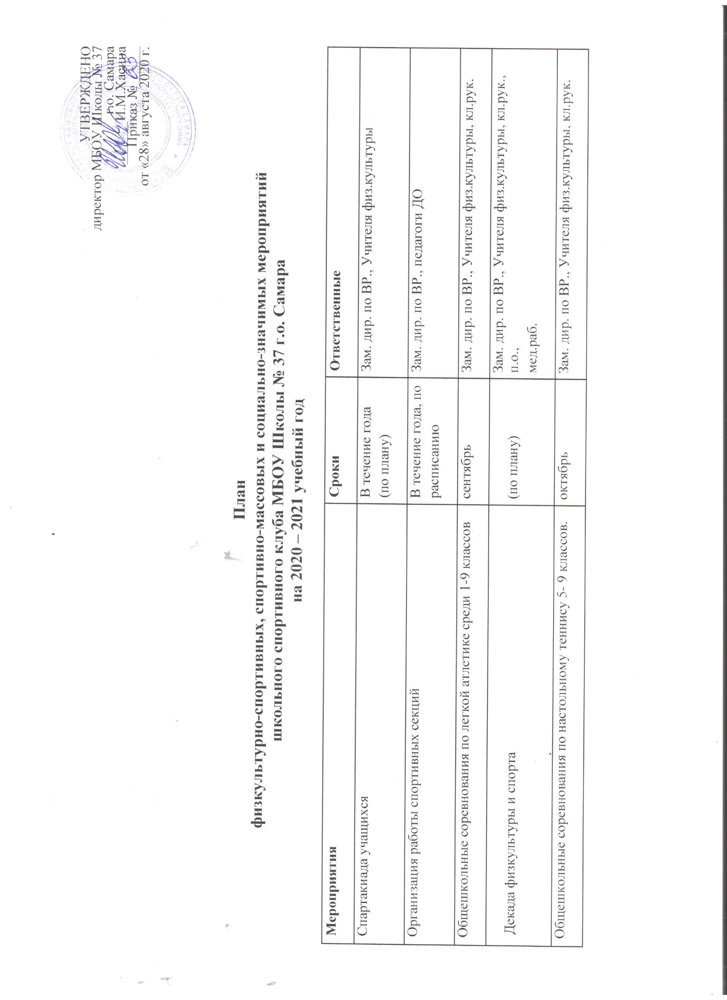 УТВЕРЖДЕНО
директор МБОУ Школы № 37
г.о. Самара
И.М.Хасина
Приказ №
от «28» августа 2020 г.
План
физкультурно-спортивных, спортивно-массовых и социально-значимых мероприятий
школьного спортивного клуба МБОУ Школы № 37 г.о. Самара
на 2020 – 2021 учебный год
Мероприятия Сроки Ответственные
Спартакиада учащихся В течение года Зам. дир. по ВР., Учителя физ.культуры
(по плану)
Организация работы спортивных секций В течение года, по Зам. дир. по ВР., педагоги ДО
расписанию
Общешкольные соревнования по легкой атлетике среди 1-9 классов сентябрь Зам. дир. по ВР., Учителя физ.культуры, кл.рук.
Зам. дир. по ВР., Учителя физ.культуры, кл.рук.,
Декада физкультуры и спорта (по плану) п.о.,
мед.раб.
Общешкольные соревнования по настольному теннису 5- 9 классов. октябрь Зам. дир. по ВР., Учителя физ.культуры, кл.рук.